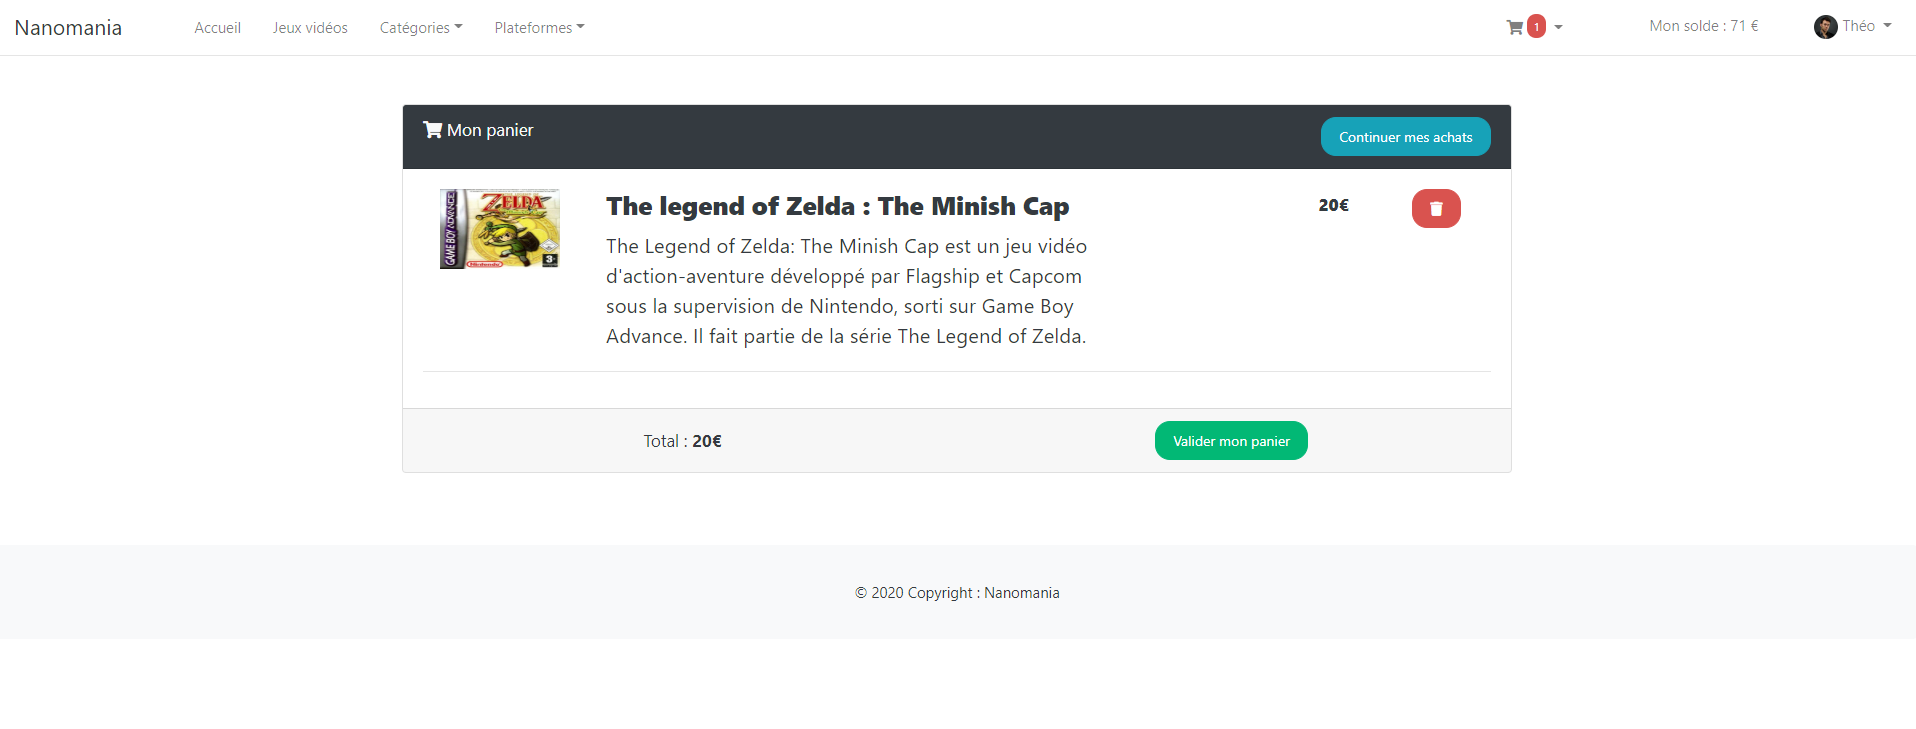 Nanomania
Accueil
Jeux vidéos
Catégories
Plateformes
1
Mon solde : 71 €
Théo
Mon panier
Continuer mes achats
GAME BOY ADVANCE
ZELDA
Nintendo
3+
The legend of Zelda : The Minish Cap
20€
The Legend of Zelda: The Minish Cap est un jeu vidéo
d'action-aventure développé par Flagship et Capcom
sous la supervision de Nintendo, sorti sur Game Boy
Advance. Il fait partie de la série The Legend of Zelda.
Total : 20€
Valider mon panier
© 2020 Copyright : Nanomania